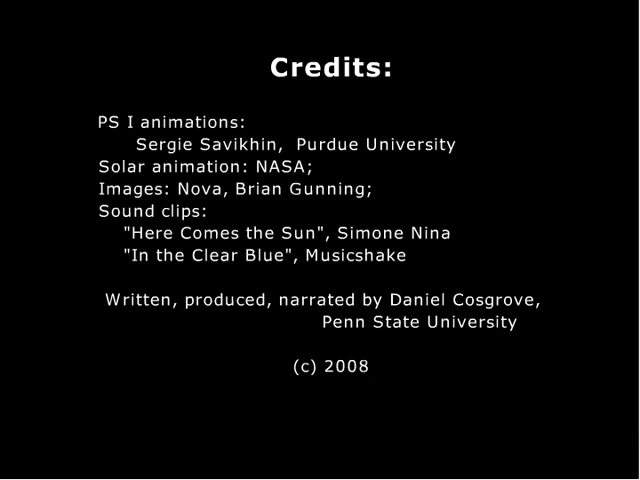 Credits:
PS I animations:
Sergie Savikhin, Purdue University
Solar animation: NASA;
Images: Nova, Brian Gunning;
Sound clips:
"Here Comes the Sun", Simone Nina
"In the Clear Blue", Musicshake
Written, produced, narrated by Daniel Cosgrove,
Penn State University
(c) 2008